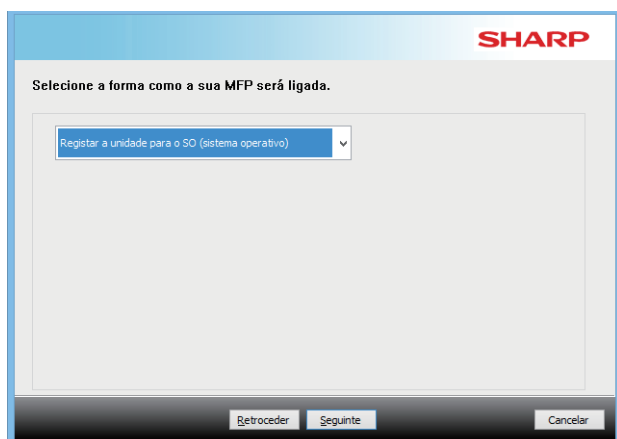 SHARP
Selecione a forma como a sua MFP será ligada.
Registar a unidade para o SO (sistema operativo)
Retroceder Seguinte Cancelar